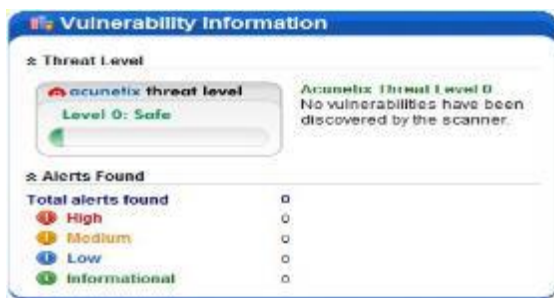 Vulnerability Information
Threat Level
acunetix threat level
Level 0: Safe
Acunetix Threat Level 0
No vulnerabilities have been
discovered by the scanner.
Alerts Found
Total alerts found 0
High 0
Medium 0
Low 0
Informational 0